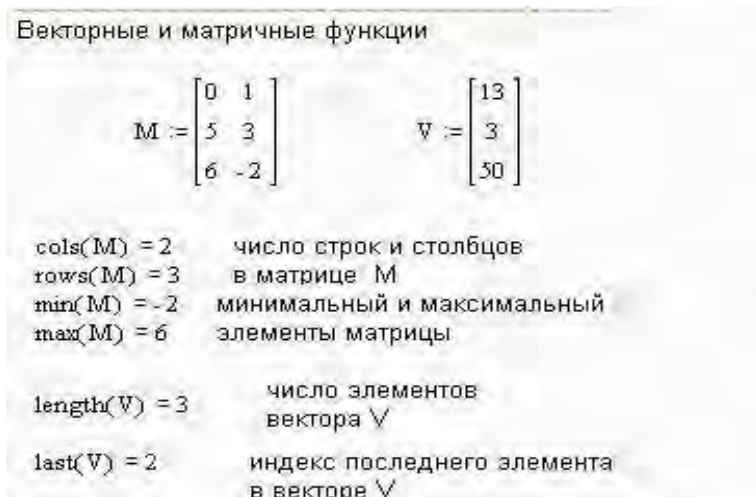 Векторные и матричные функции
0 1 13
M := 5 3 V := 3
6 -2 50
cols(M) = 2 число строк и столбцов
rows(M) = 3 в матрице M
min(M) = -2 минимальный и максимальный
max(M) = 6 элементы матрицы
length(V) = 3 число элементов
вектора V
last(V) = 2 индекс последнего элемента
в векторе V